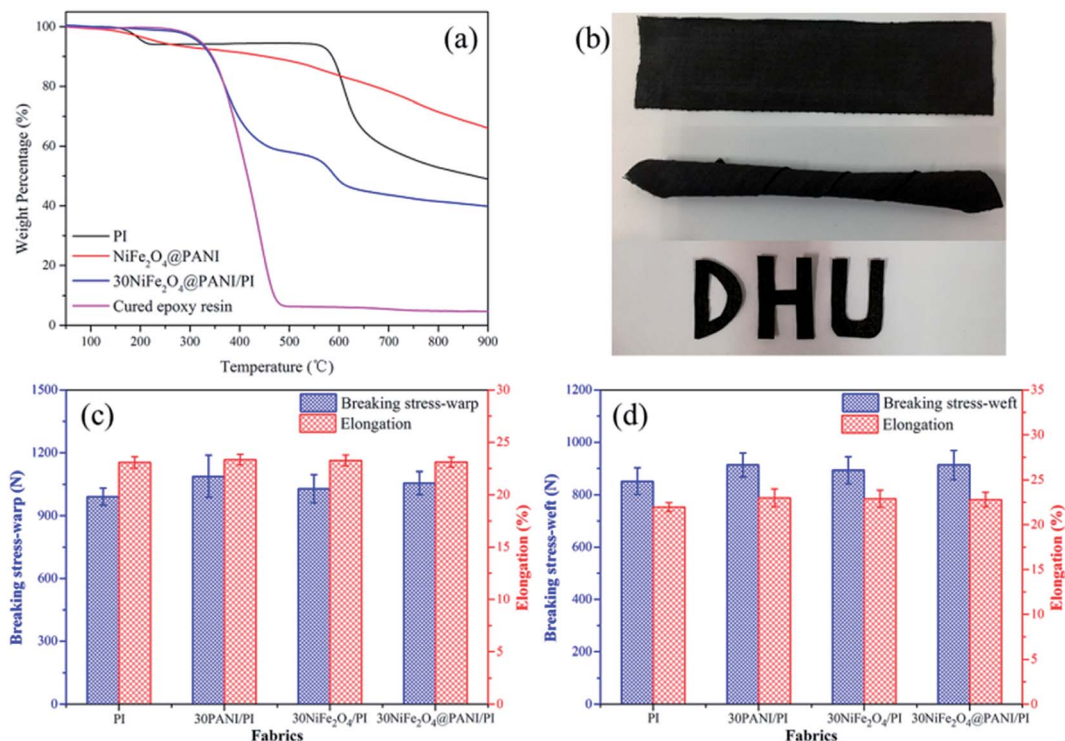 (a)
100
80
60
40
20
0
Weight Percentage (%)
PI
NiFe₂O₄@PANI
30NiFe₂O₄@PANI/PI
Cured epoxy resin
100 200 300 400 500 600 700 800 900
Temperature (℃)
(b)
DHU
(c)
Breaking stress-warp
Elongation
1500
1200
900
600
300
0
Breaking stress-warp (N)
30
25
20
15
10
5
0
Elongation (%)
PI 30PANI/PI 30NiFe₂O₄/PI 30NiFe₂O₄@PANI/PI
Fabrics
(d)
Breaking stress-weft
Elongation
1200
1000
800
600
400
200
0
Breaking stress-weft (N)
35
30
25
20
15
10
5
0
Elongation (%)
PI 30PANI/PI 30NiFe₂O₄/PI 30NiFe₂O₄@PANI/PI
Fabrics